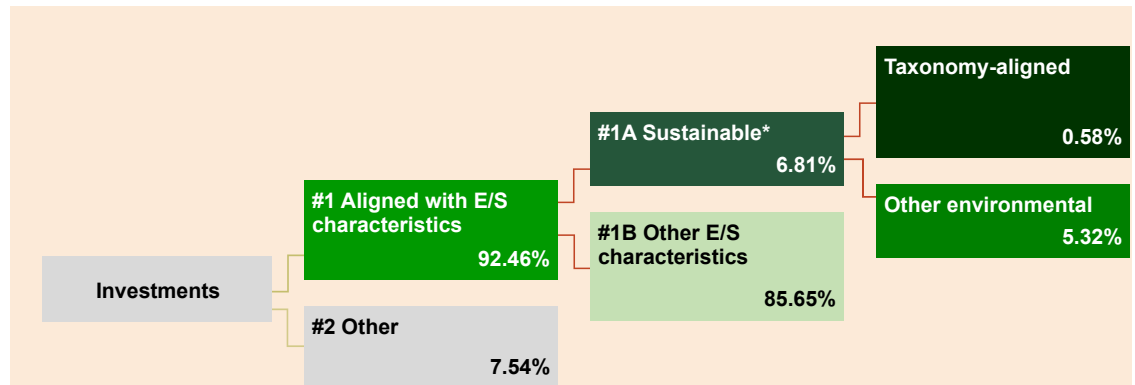 Investments
#1 Aligned with E/S
characteristics
92.46%
#2 Other
7.54%
#1A Sustainable*
6.81%
#1B Other E/S
characteristics
85.65%
Taxonomy-aligned
0.58%
Other environmental
5.32%